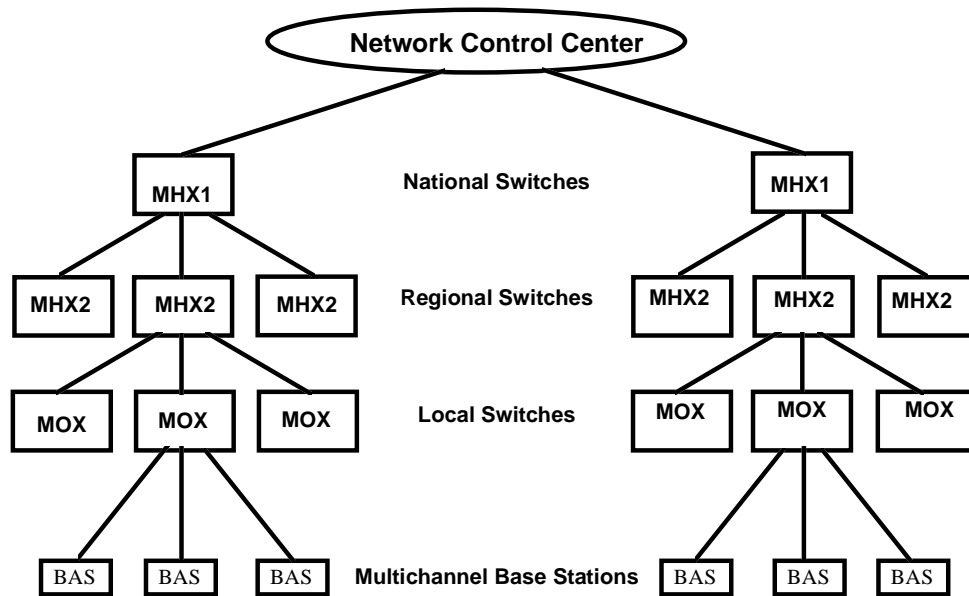 Network Control Center
MHX1 National Switches MHX1
MHX2 MHX2 MHX2 Regional Switches MHX2 MHX2 MHX2
MOX MOX MOX Local Switches MOX MOX MOX
BAS BAS BAS Multichannel Base Stations BAS BAS BAS